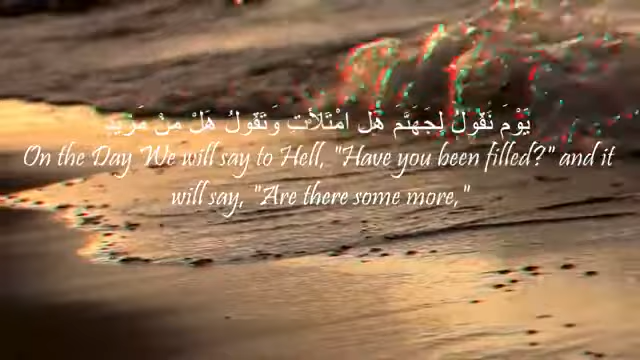 يَوْمَ نَقُولُ لِجَهَنَّمَ هَلِ امْتَلَأْتِ وَتَقُولُ هَلْ مِنْ مَزِيدٍ
On the Day We will say to Hell, "Have you been filled?" and it
will say, "Are there some more,"